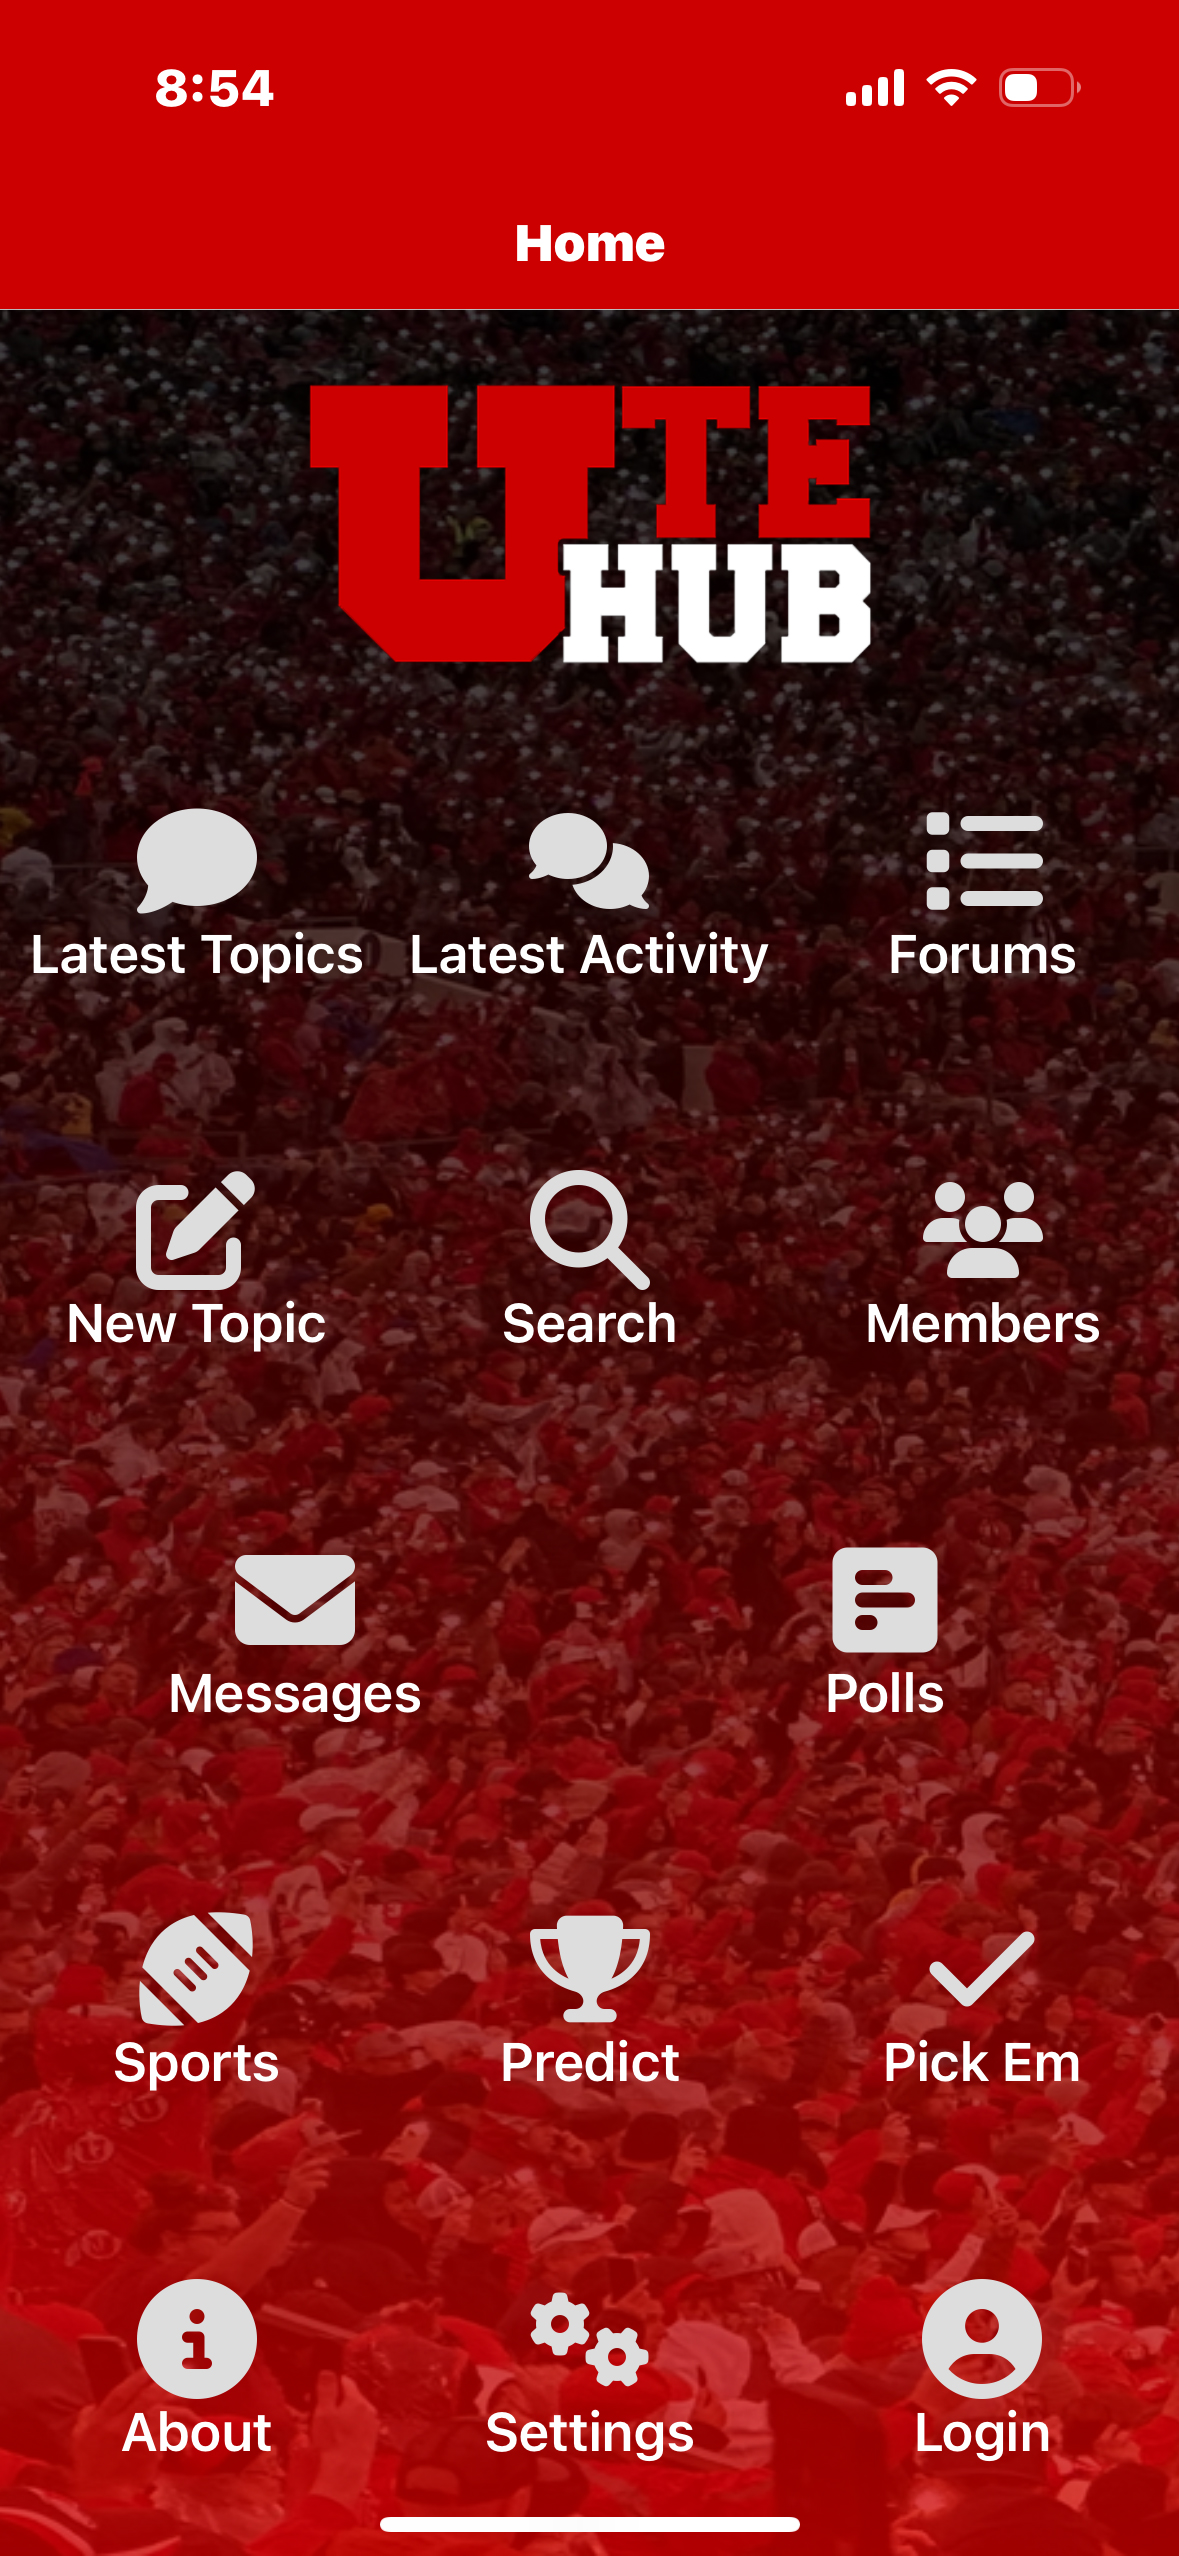 8:54
Home
UTE
HUB
Latest Topics Latest Activity Forums
New Topic Search Members
Messages Polls
Sports Predict Pick Em
About Settings Login